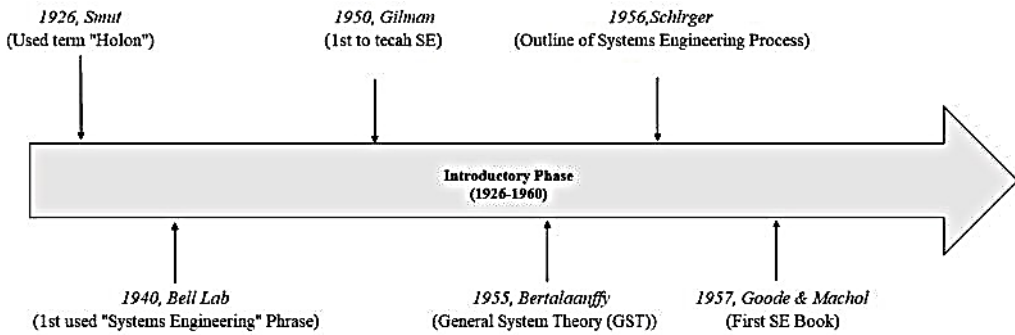 1926, Smut
(Used term "Holon")
1950, Gilman
(1st to tecah SE)
1956,Schlrger
(Outline of Systems Engineering Process)
Introductory Phase
(1926-1960)
1940, Bell Lab
(1st used "Systems Engineering" Phrase)
1955, Bertalaanffy
(General System Theory (GST))
1957, Goode & Machol
(First SE Book)